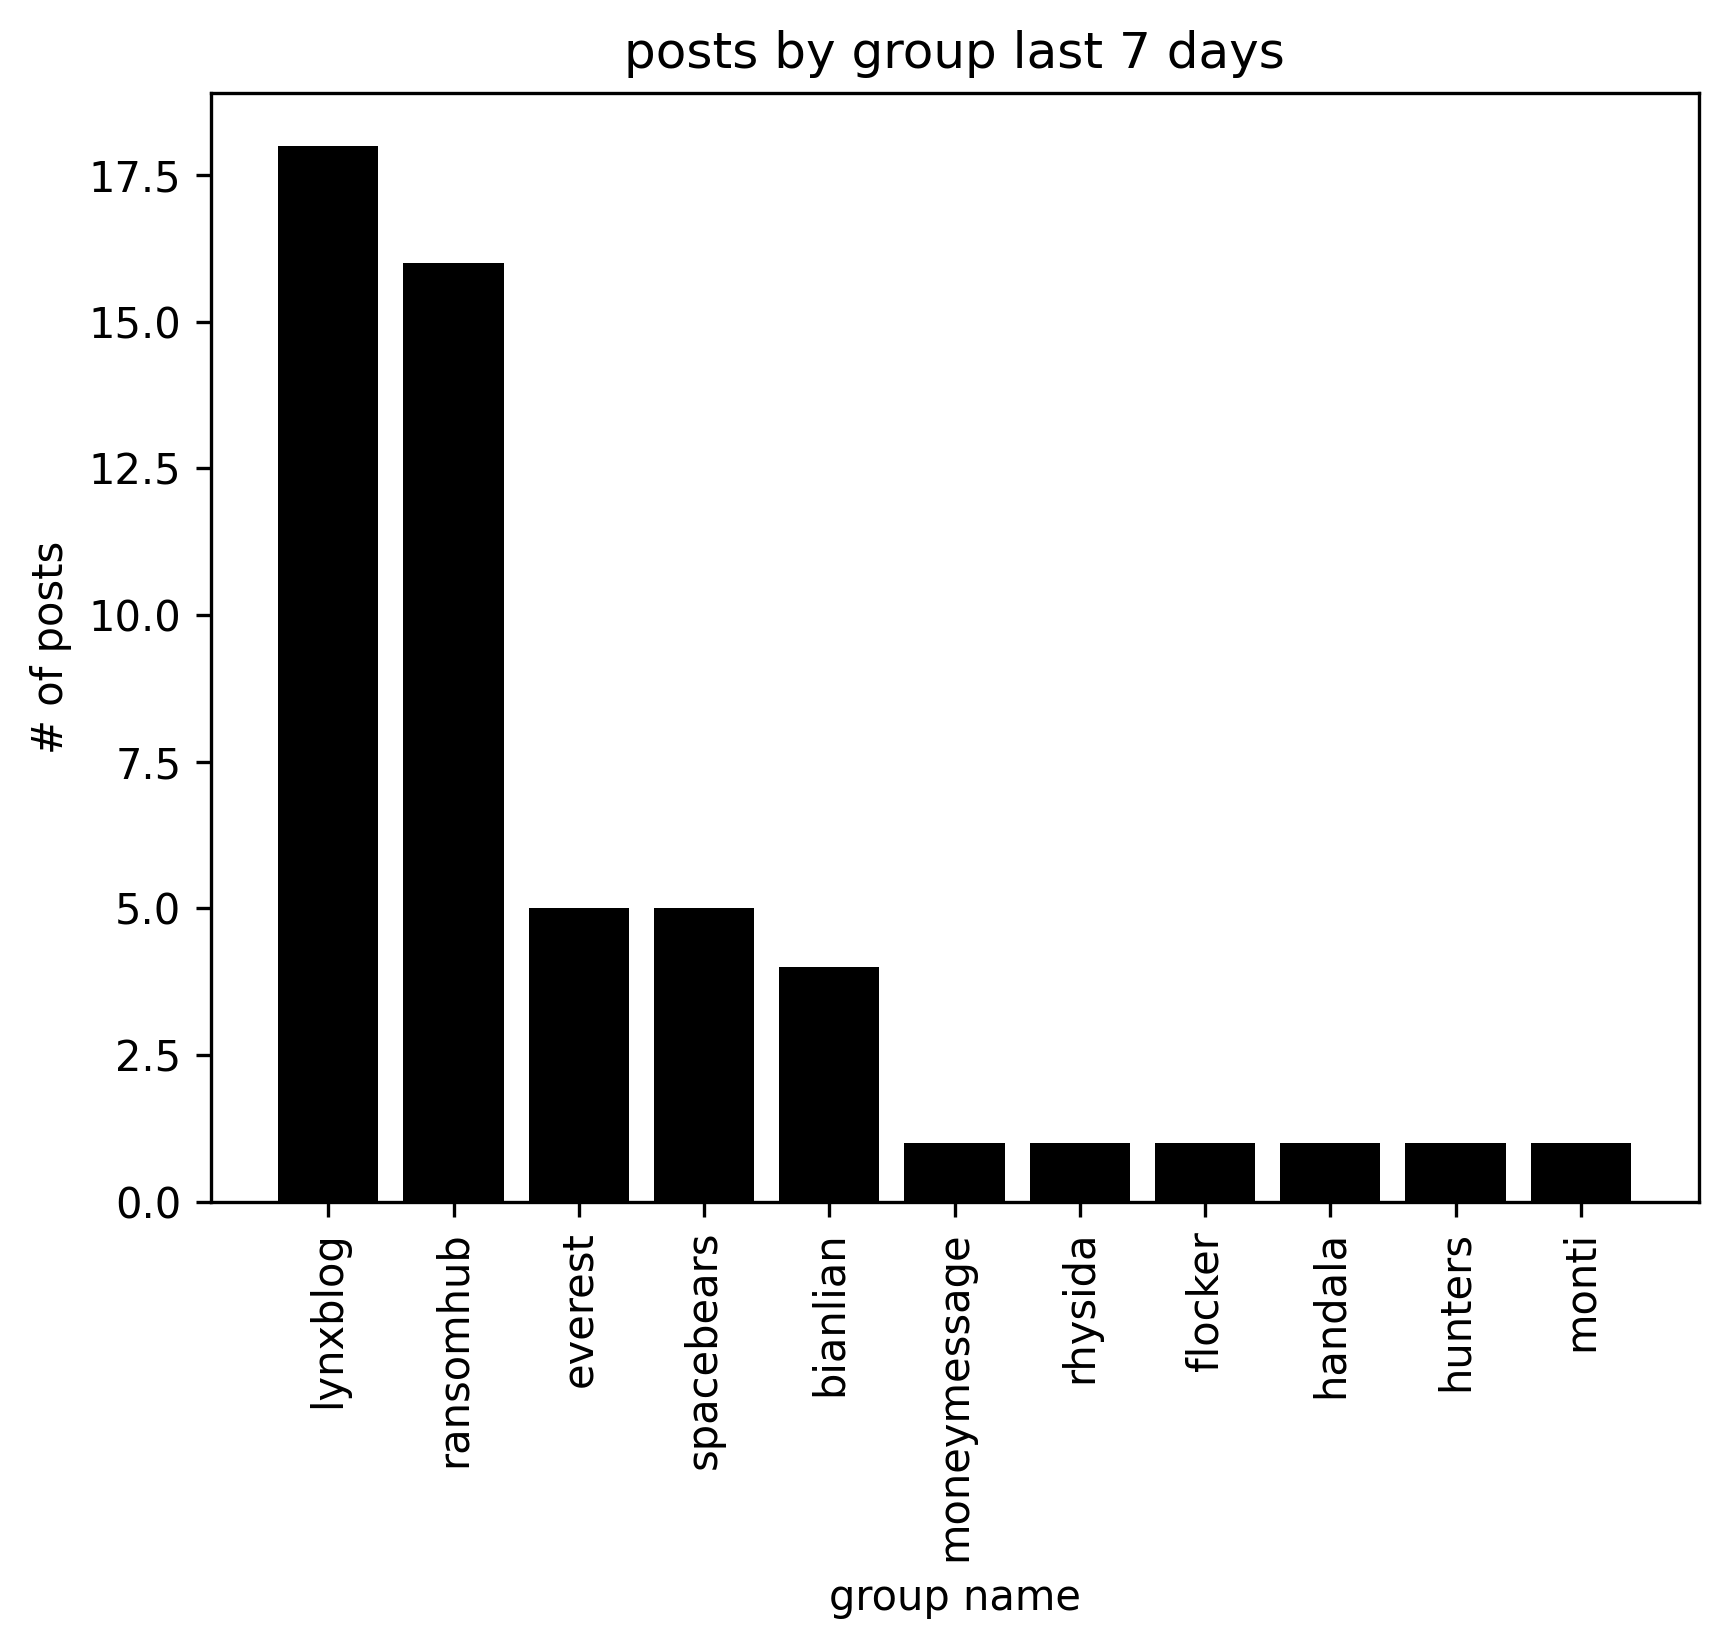 posts by group last 7 days
# of posts
17.5
15.0
12.5
10.0
7.5
5.0
2.5
0.0
lynxblog
ransomhub
everest
spacebears
bianlian
moneymessage
rhysida
flocker
handala
hunters
monti
group name